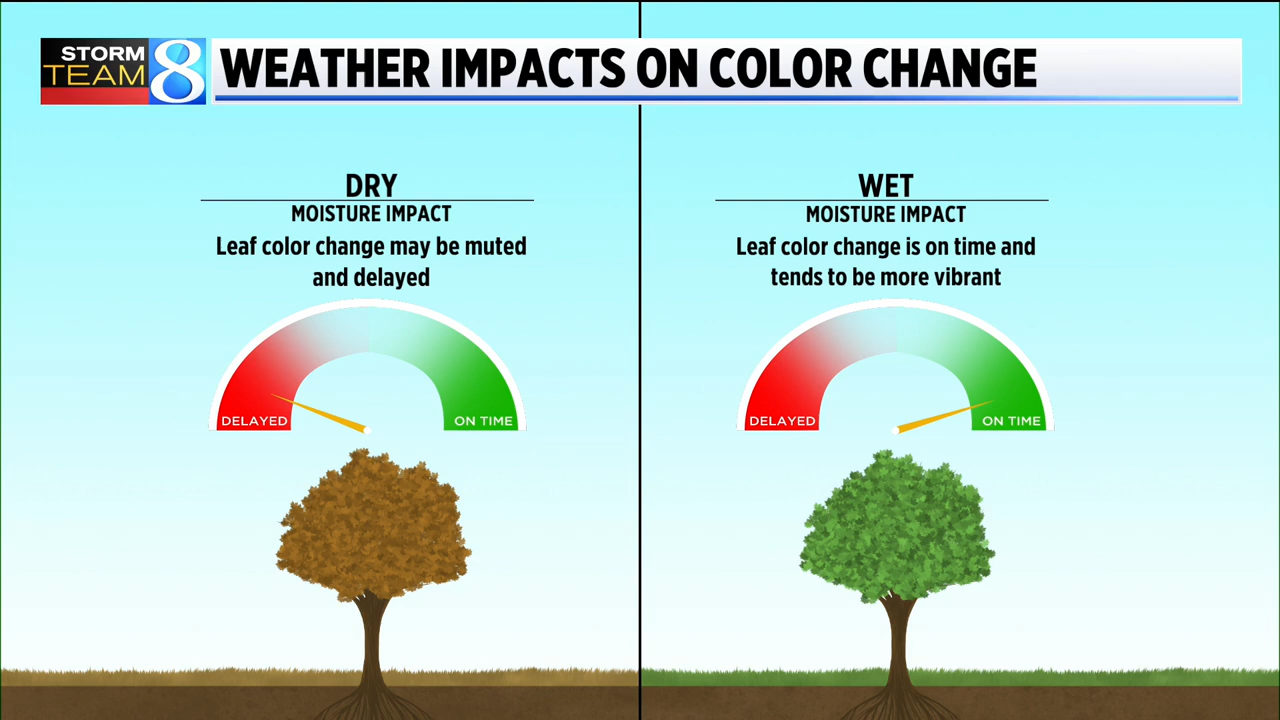 STORM
TEAM 8
WEATHER IMPACTS ON COLOR CHANGE
DRY
MOISTURE IMPACT
Leaf color change may be muted
and delayed
DELAYED
ON TIME
WET
MOISTURE IMPACT
Leaf color change is on time and
tends to be more vibrant
DELAYED
ON TIME